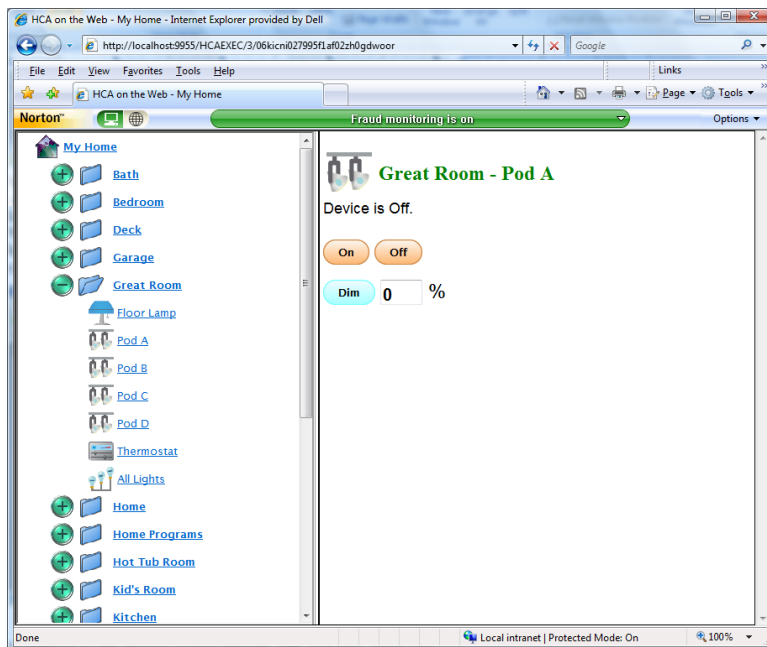 HCA on the Web - My Home - Internet Explorer provided by Dell
http://localhost:9955/HCAEXEC/3/06kicni027995f1af02zh0gdwoor
Google
File Edit View Favorites Tools Help
Links
HCA on the Web - My Home
Page Tools
Norton™
Fraud monitoring is on
Options
My Home
Bath
Bedroom
Deck
Garage
Great Room
Floor Lamp
Pod A
Pod B
Pod C
Pod D
Thermostat
All Lights
Home
Home Programs
Hot Tub Room
Kid's Room
Kitchen
Great Room - Pod A
Device is Off.
On Off
Dim 0 %
Done
Local intranet | Protected Mode: On
100%